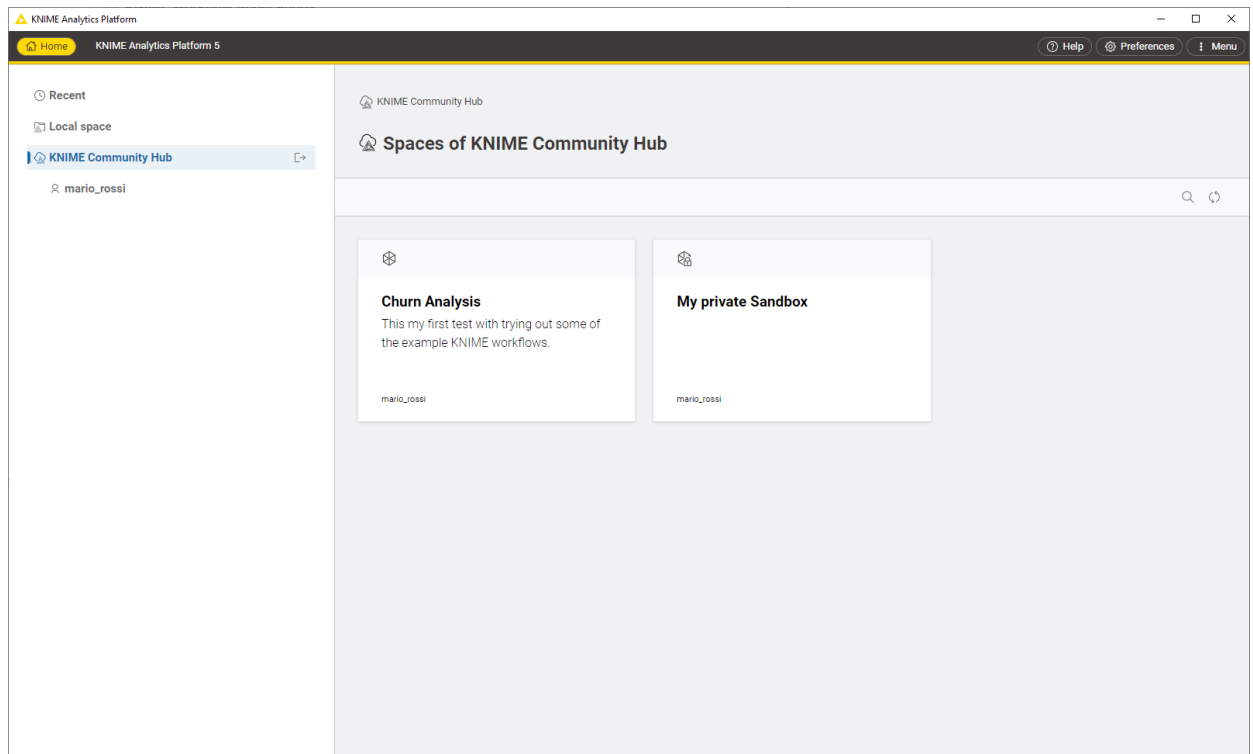 KNIME Analytics Platform
Home
KNIME Analytics Platform 5
Help
Preferences
Menu
Recent
Local space
KNIME Community Hub
mario_rossi
KNIME Community Hub
Spaces of KNIME Community Hub
Churn Analysis
This my first test with trying out some of
the example KNIME workflows.
mario_rossi
My private Sandbox
mario_rossi